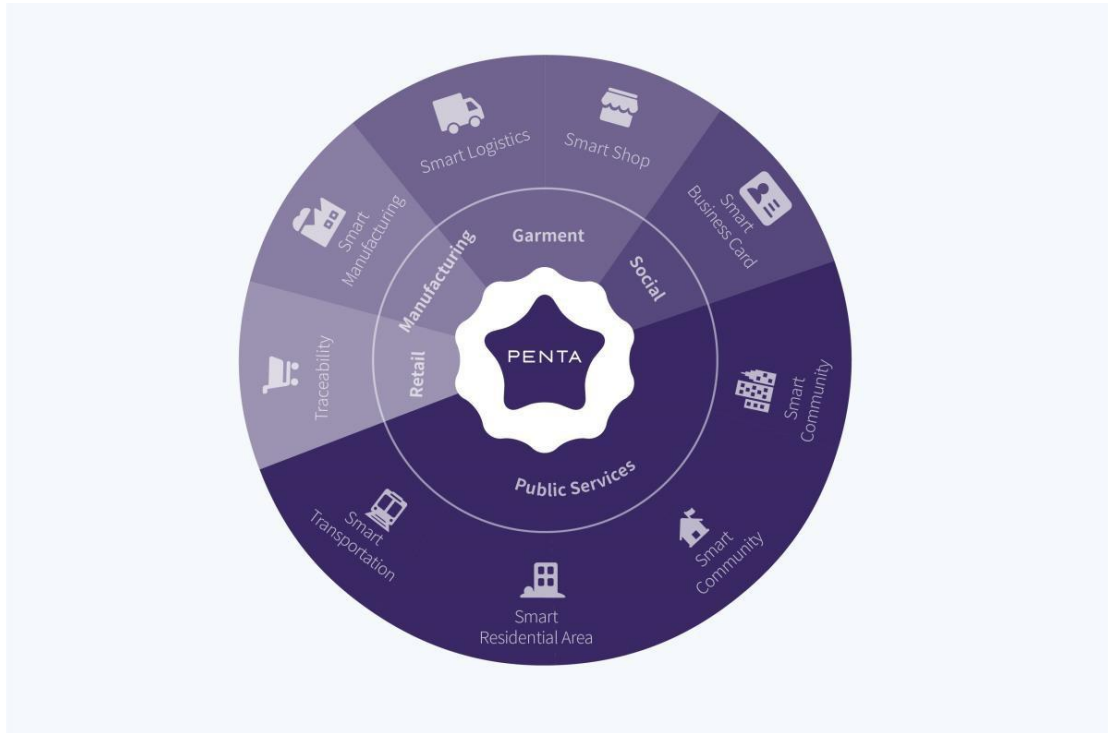 Smart Logistics
Smart Shop
Smart
Business Card
Smart
Manufacturing
Garment
Manufacturing
Social
Traceability
Retail
PENTA
Smart
Community
Public Services
Smart
Transportation
Smart
Community
Smart
Residential Area